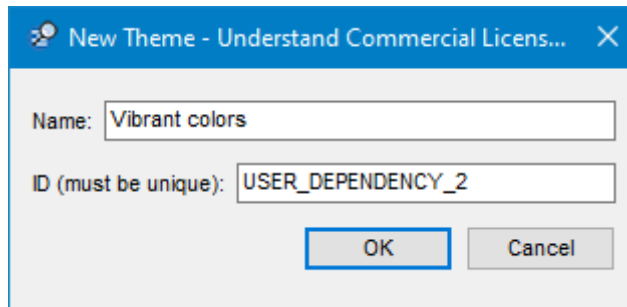 New Theme - Understand Commercial Licens...
Name: Vibrant colors
ID (must be unique): USER_DEPENDENCY_2
OK Cancel